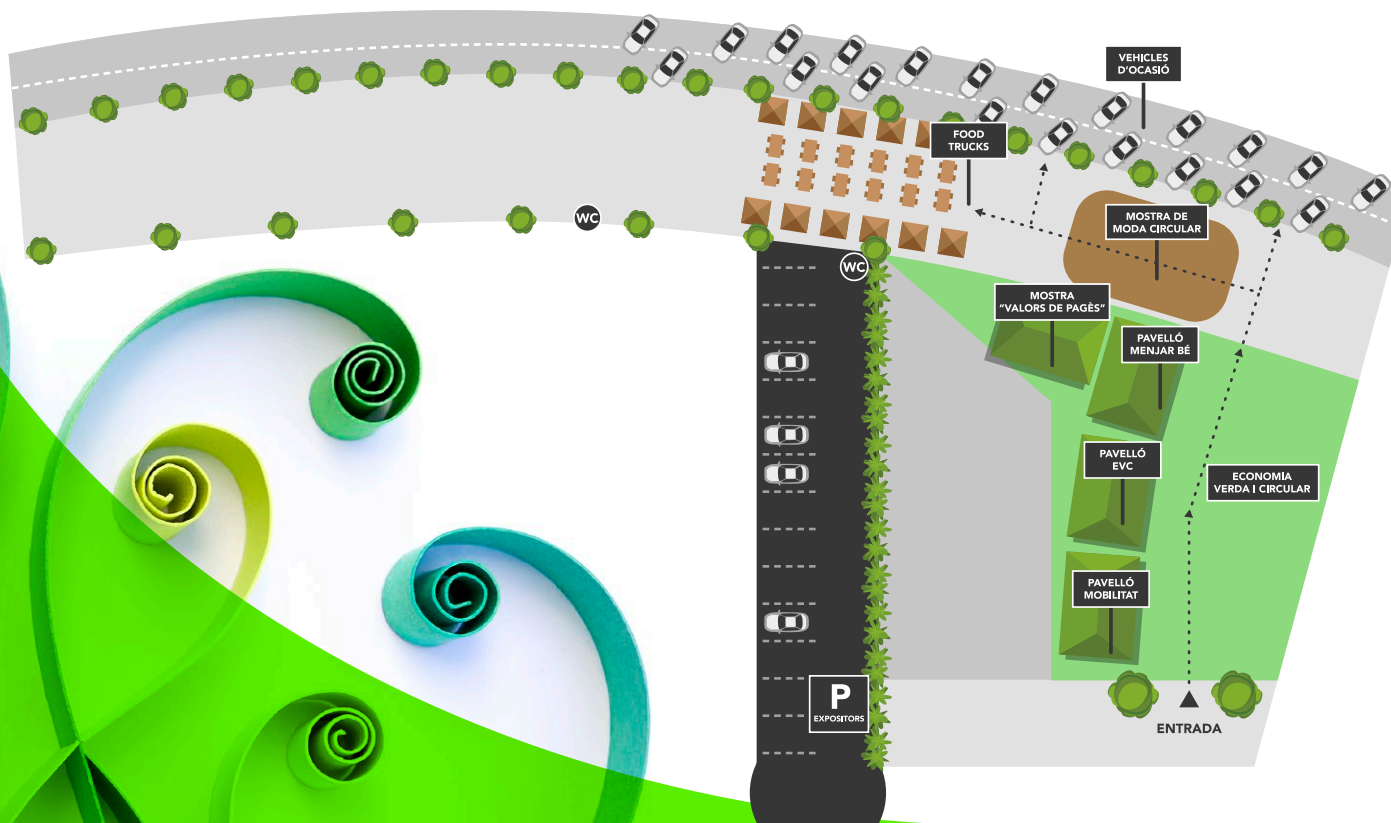 VEHICLES
D'OCASIÓ
FOOD
TRUCKS
WC
MOSTRA DE
MODA CIRCULAR
WC
MOSTRA
"VALORS DE PAGÈS"
PAVELLÓ
MENJAR BÉ
PAVELLÓ
EVC
ECONOMIA
VERDA I CIRCULAR
PAVELLÓ
MOBILITAT
P
EXPOSITORS
ENTRADA